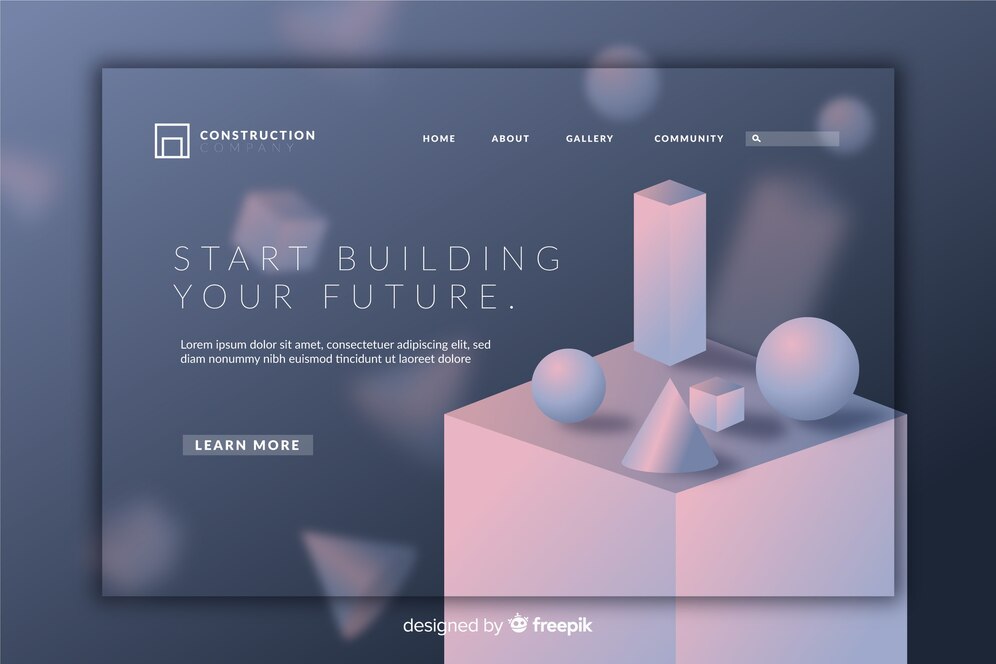 CONSTRUCTION
COMPANY
HOME ABOUT GALLERY COMMUNITY
START BUILDING
YOUR FUTURE.
Lorem ipsum dolor sit amet, consectetuer adipiscing elit, sed
diam nonummy nibh euismod tincidunt ut laoreet dolore
LEARN MORE
designed by freepik